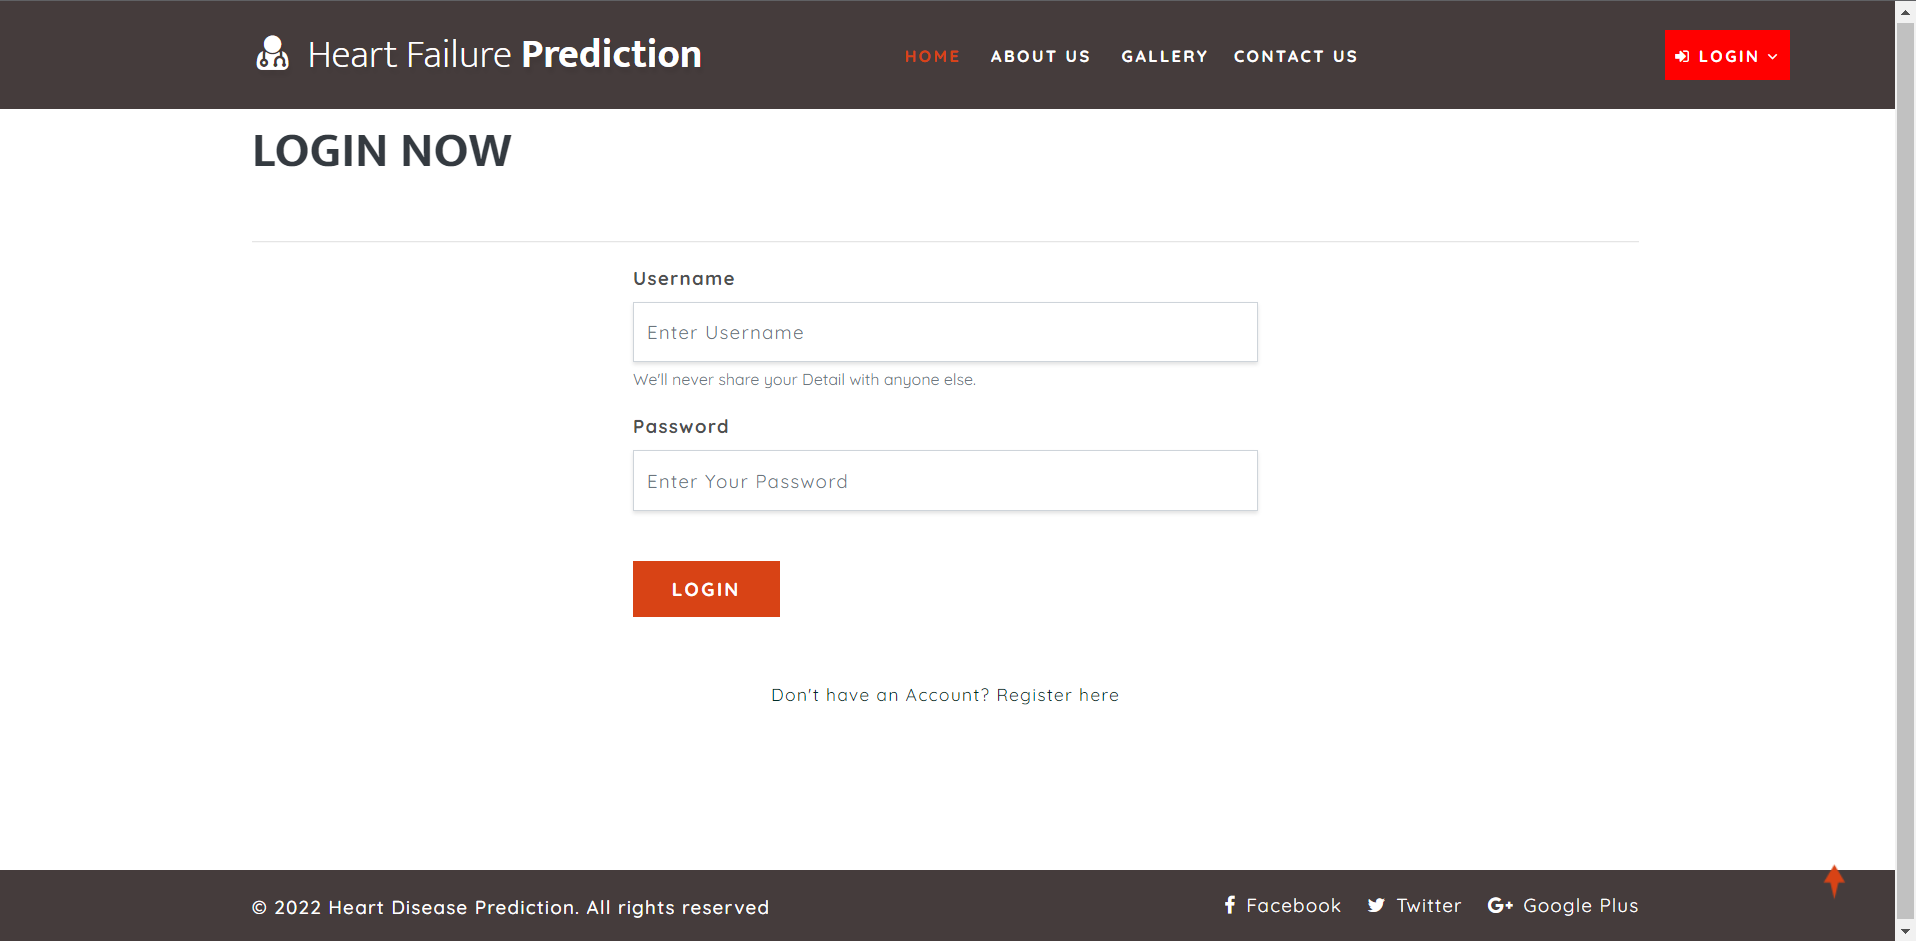 Heart Failure Prediction
HOME ABOUT US GALLERY CONTACT US
LOGIN
LOGIN NOW
Username
Enter Username
We'll never share your Detail with anyone else.
Password
Enter Your Password
LOGIN
Don't have an Account? Register here
© 2022 Heart Disease Prediction. All rights reserved
Facebook Twitter G+ Google Plus